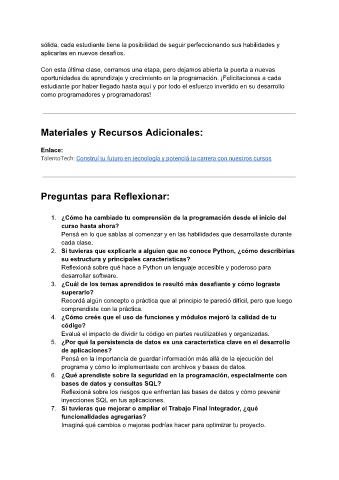 sólida, cada estudiante tiene la posibilidad de seguir perfeccionando sus habilidades y
aplicarlas en nuevos desafíos.
Con esta última clase, cerramos una etapa, pero dejamos abierta la puerta a nuevas
oportunidades de aprendizaje y crecimiento en la programación. ¡Felicitaciones a cada
estudiante por haber llegado hasta aquí y por todo el esfuerzo invertido en su desarrollo
como programadores y programadoras!
Materiales y Recursos Adicionales:
Enlace:
TalentoTech: Construí tu futuro en tecnología y potenciá tu carrera con nuestros cursos
Preguntas para Reflexionar:
1. ¿Cómo ha cambiado tu comprensión de la programación desde el inicio del
curso hasta ahora?
Pensá en lo que sabías al comenzar y en las habilidades que desarrollaste durante
cada clase.
2. Si tuvieras que explicarle a alguien que no conoce Python, ¿cómo describirías
su estructura y principales características?
Reflexioná sobre qué hace a Python un lenguaje accesible y poderoso para
desarrollar software.
3. ¿Cuál de los temas aprendidos te resultó más desafiante y cómo lograste
superarlo?
Recordá algún concepto o práctica que al principio te pareció difícil, pero que luego
comprendiste con la práctica.
4. ¿Cómo creés que el uso de funciones y módulos mejoró la calidad de tu
código?
Evaluá el impacto de dividir tu código en partes reutilizables y organizadas.
5. ¿Por qué la persistencia de datos es una característica clave en el desarrollo
de aplicaciones?
Pensá en la importancia de guardar información más allá de la ejecución del
programa y cómo lo implementaste con archivos y bases de datos.
6. ¿Qué aprendiste sobre la seguridad en la programación, especialmente con
bases de datos y consultas SQL?
Reflexioná sobre los riesgos que enfrentan las bases de datos y cómo prevenir
inyecciones SQL en tus aplicaciones.
7. Si tuvieras que mejorar o ampliar el Trabajo Final Integrador, ¿qué
funcionalidades agregarías?
Imaginá qué cambios o mejoras podrías hacer para optimizar tu proyecto.